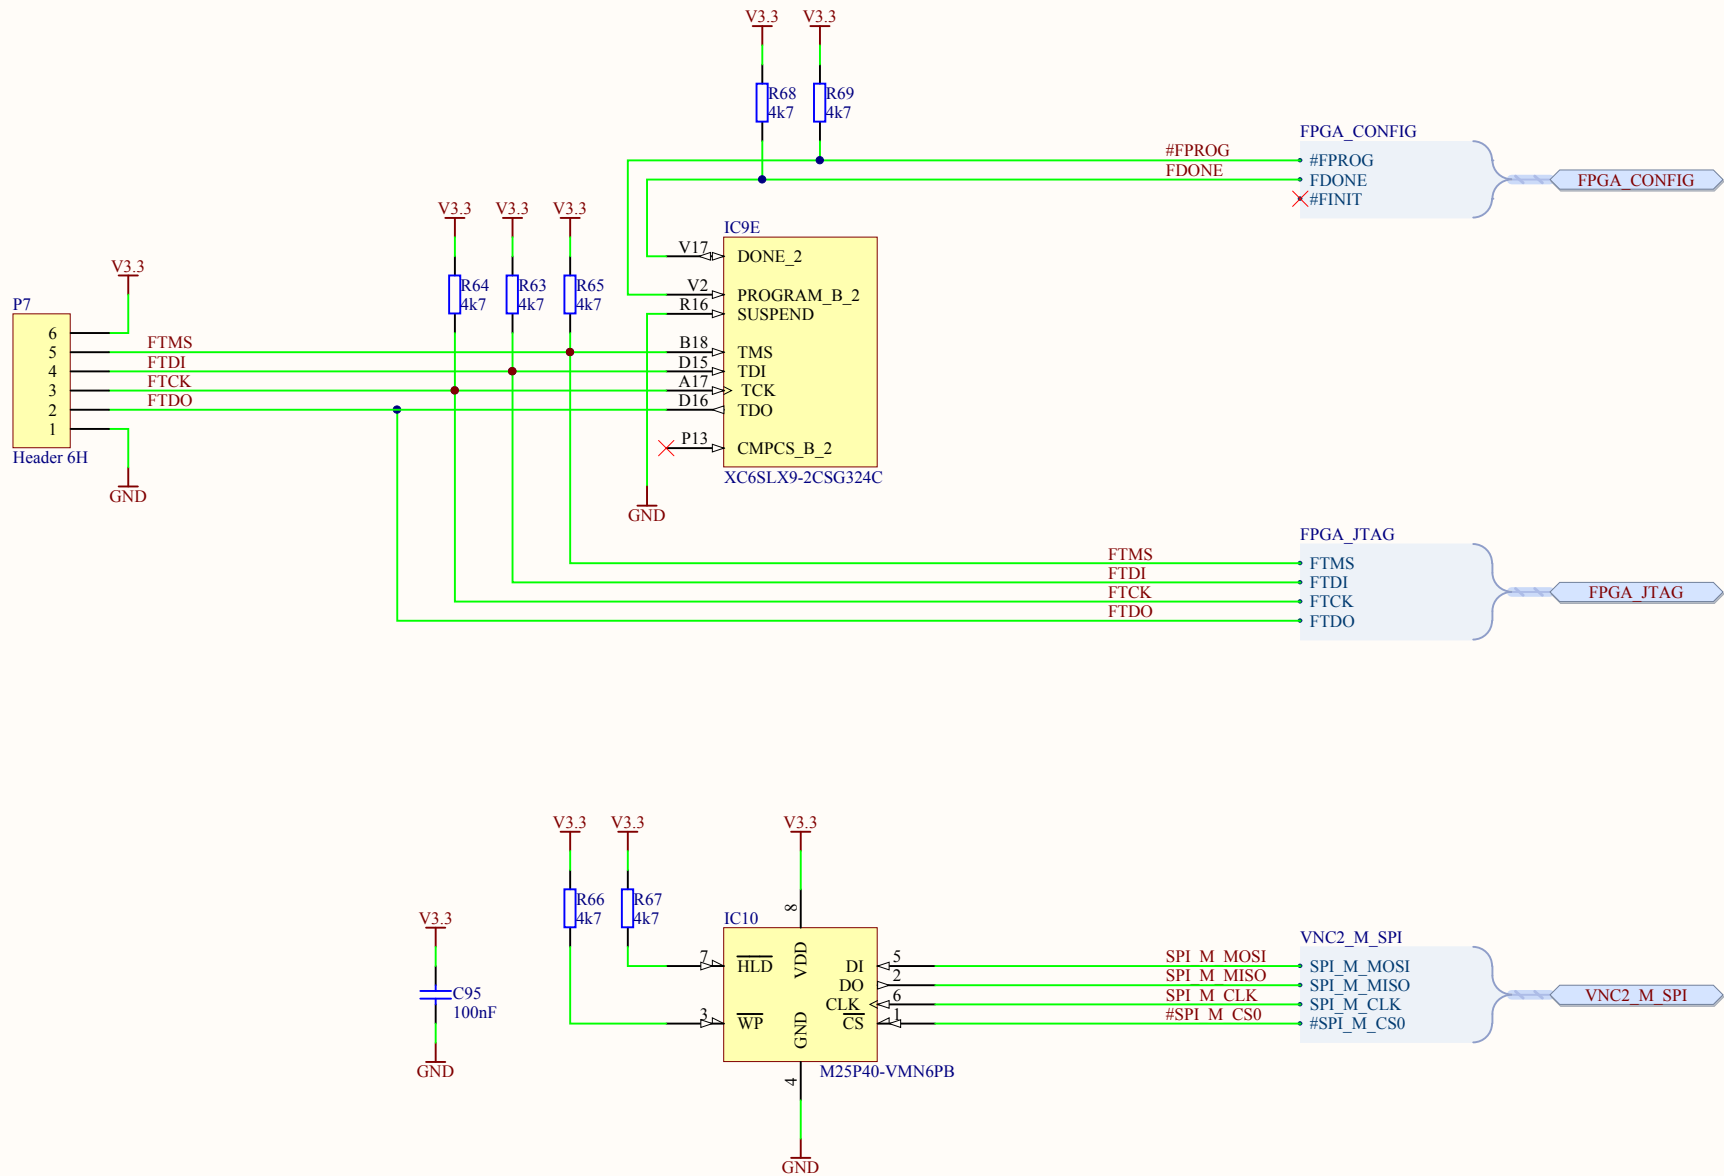 V3.3 V3.3
R68 R69
4k7 4k7
FPGA_CONFIG
#FPROG #FPROG
FDONE FDONE FPGA_CONFIG
#FINIT
V3.3 V3.3 V3.3
IC9E
V17 DONE_2
V3.3
R64 R63 R65
4k7 4k7 4k7
V2 PROGRAM_B_2
P7
R16 SUSPEND
6
5 FTMS B18 TMS
4 FTDI D15 TDI
3 FTCK A17 TCK
2 FTDO D16 TDO
1
P13 CMPCS_B_2
Header 6H
XC6SLX9-2CSG324C
GND
GND
FPGA_JTAG
FTMS FTMS
FTDI FTDI
FTCK FTCK FPGA_JTAG
FTDO FTDO
V3.3 V3.3 V3.3
R66 R67
4k7 4k7
8
V3.3
IC10
VNC2_M_SPI
7 HLD VDD DI 5 SPI_M_MOSI SPI_M_MOSI
DO 2 SPI_M_MISO SPI_M_MISO
C95
100nF
CLK 6 SPI_M_CLK SPI_M_CLK VNC2_M_SPI
3 WP GND CS 1 #SPI_M_CS0 #SPI_M_CS0
GND
M25P40-VMN6PB
4
GND